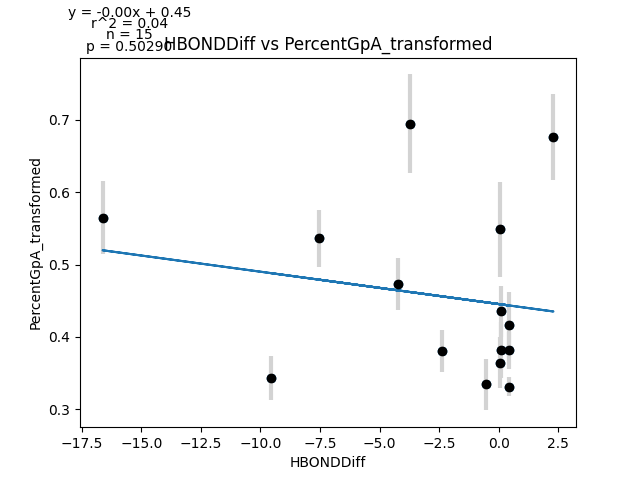 y = -0.00x + 0.45
r^2 = 0.04
n = 15
p = 0.50290
HBONDDiff vs PercentGpA_transformed
PercentGpA_transformed
0.7
0.6
0.5
0.4
0.3
−17.5 −15.0 −12.5 −10.0 −7.5 −5.0 −2.5 0.0 2.5
HBONDDiff